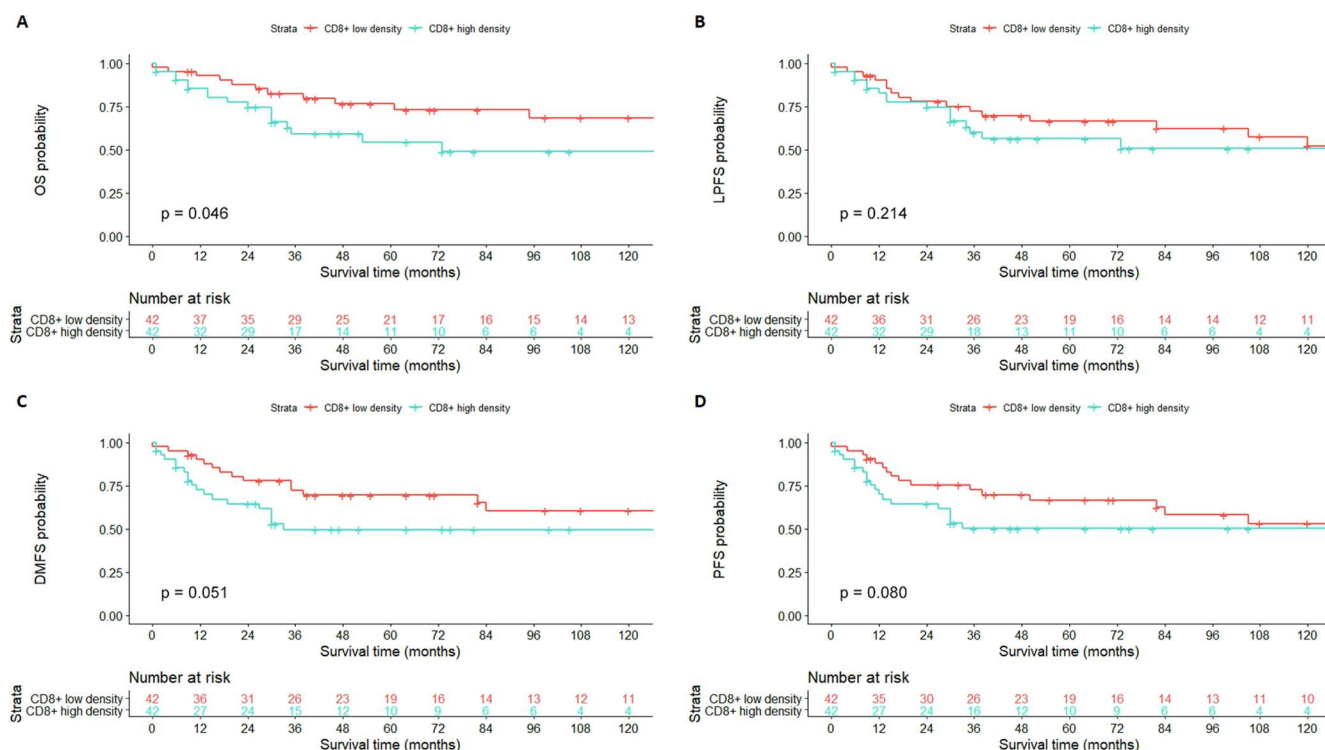 A
Strata CD8+ low density CD8+ high density
1.00
0.75
0.50
0.25
0.00
OS probability
p = 0.046
0 12 24 36 48 60 72 84 96 108 120
Survival time (months)
Number at risk
Strata
CD8+ low density 42 37 35 29 25 21 17 16 15 14 13
CD8+ high density 42 32 29 17 14 11 10 6 6 4 4
0 12 24 36 48 60 72 84 96 108 120
Survival time (months)
B
Strata CD8+ low density CD8+ high density
1.00
0.75
0.50
0.25
0.00
LPFS probability
p = 0.214
0 12 24 36 48 60 72 84 96 108 120
Survival time (months)
Number at risk
Strata
CD8+ low density 42 36 31 26 23 19 16 14 14 12 11
CD8+ high density 42 32 29 18 13 11 10 6 6 4 4
0 12 24 36 48 60 72 84 96 108 120
Survival time (months)
C
Strata CD8+ low density CD8+ high density
1.00
0.75
0.50
0.25
0.00
DMFS probability
p = 0.051
0 12 24 36 48 60 72 84 96 108 120
Survival time (months)
Number at risk
Strata
CD8+ low density 42 36 31 26 23 19 16 14 13 12 11
CD8+ high density 42 27 24 15 12 10 9 6 6 4 4
0 12 24 36 48 60 72 84 96 108 120
Survival time (months)
D
Strata CD8+ low density CD8+ high density
1.00
0.75
0.50
0.25
0.00
PFS probability
p = 0.080
0 12 24 36 48 60 72 84 96 108 120
Survival time (months)
Number at risk
Strata
CD8+ low density 42 35 30 26 23 19 16 14 13 11 10
CD8+ high density 42 27 24 16 12 10 9 6 6 4 4
0 12 24 36 48 60 72 84 96 108 120
Survival time (months)